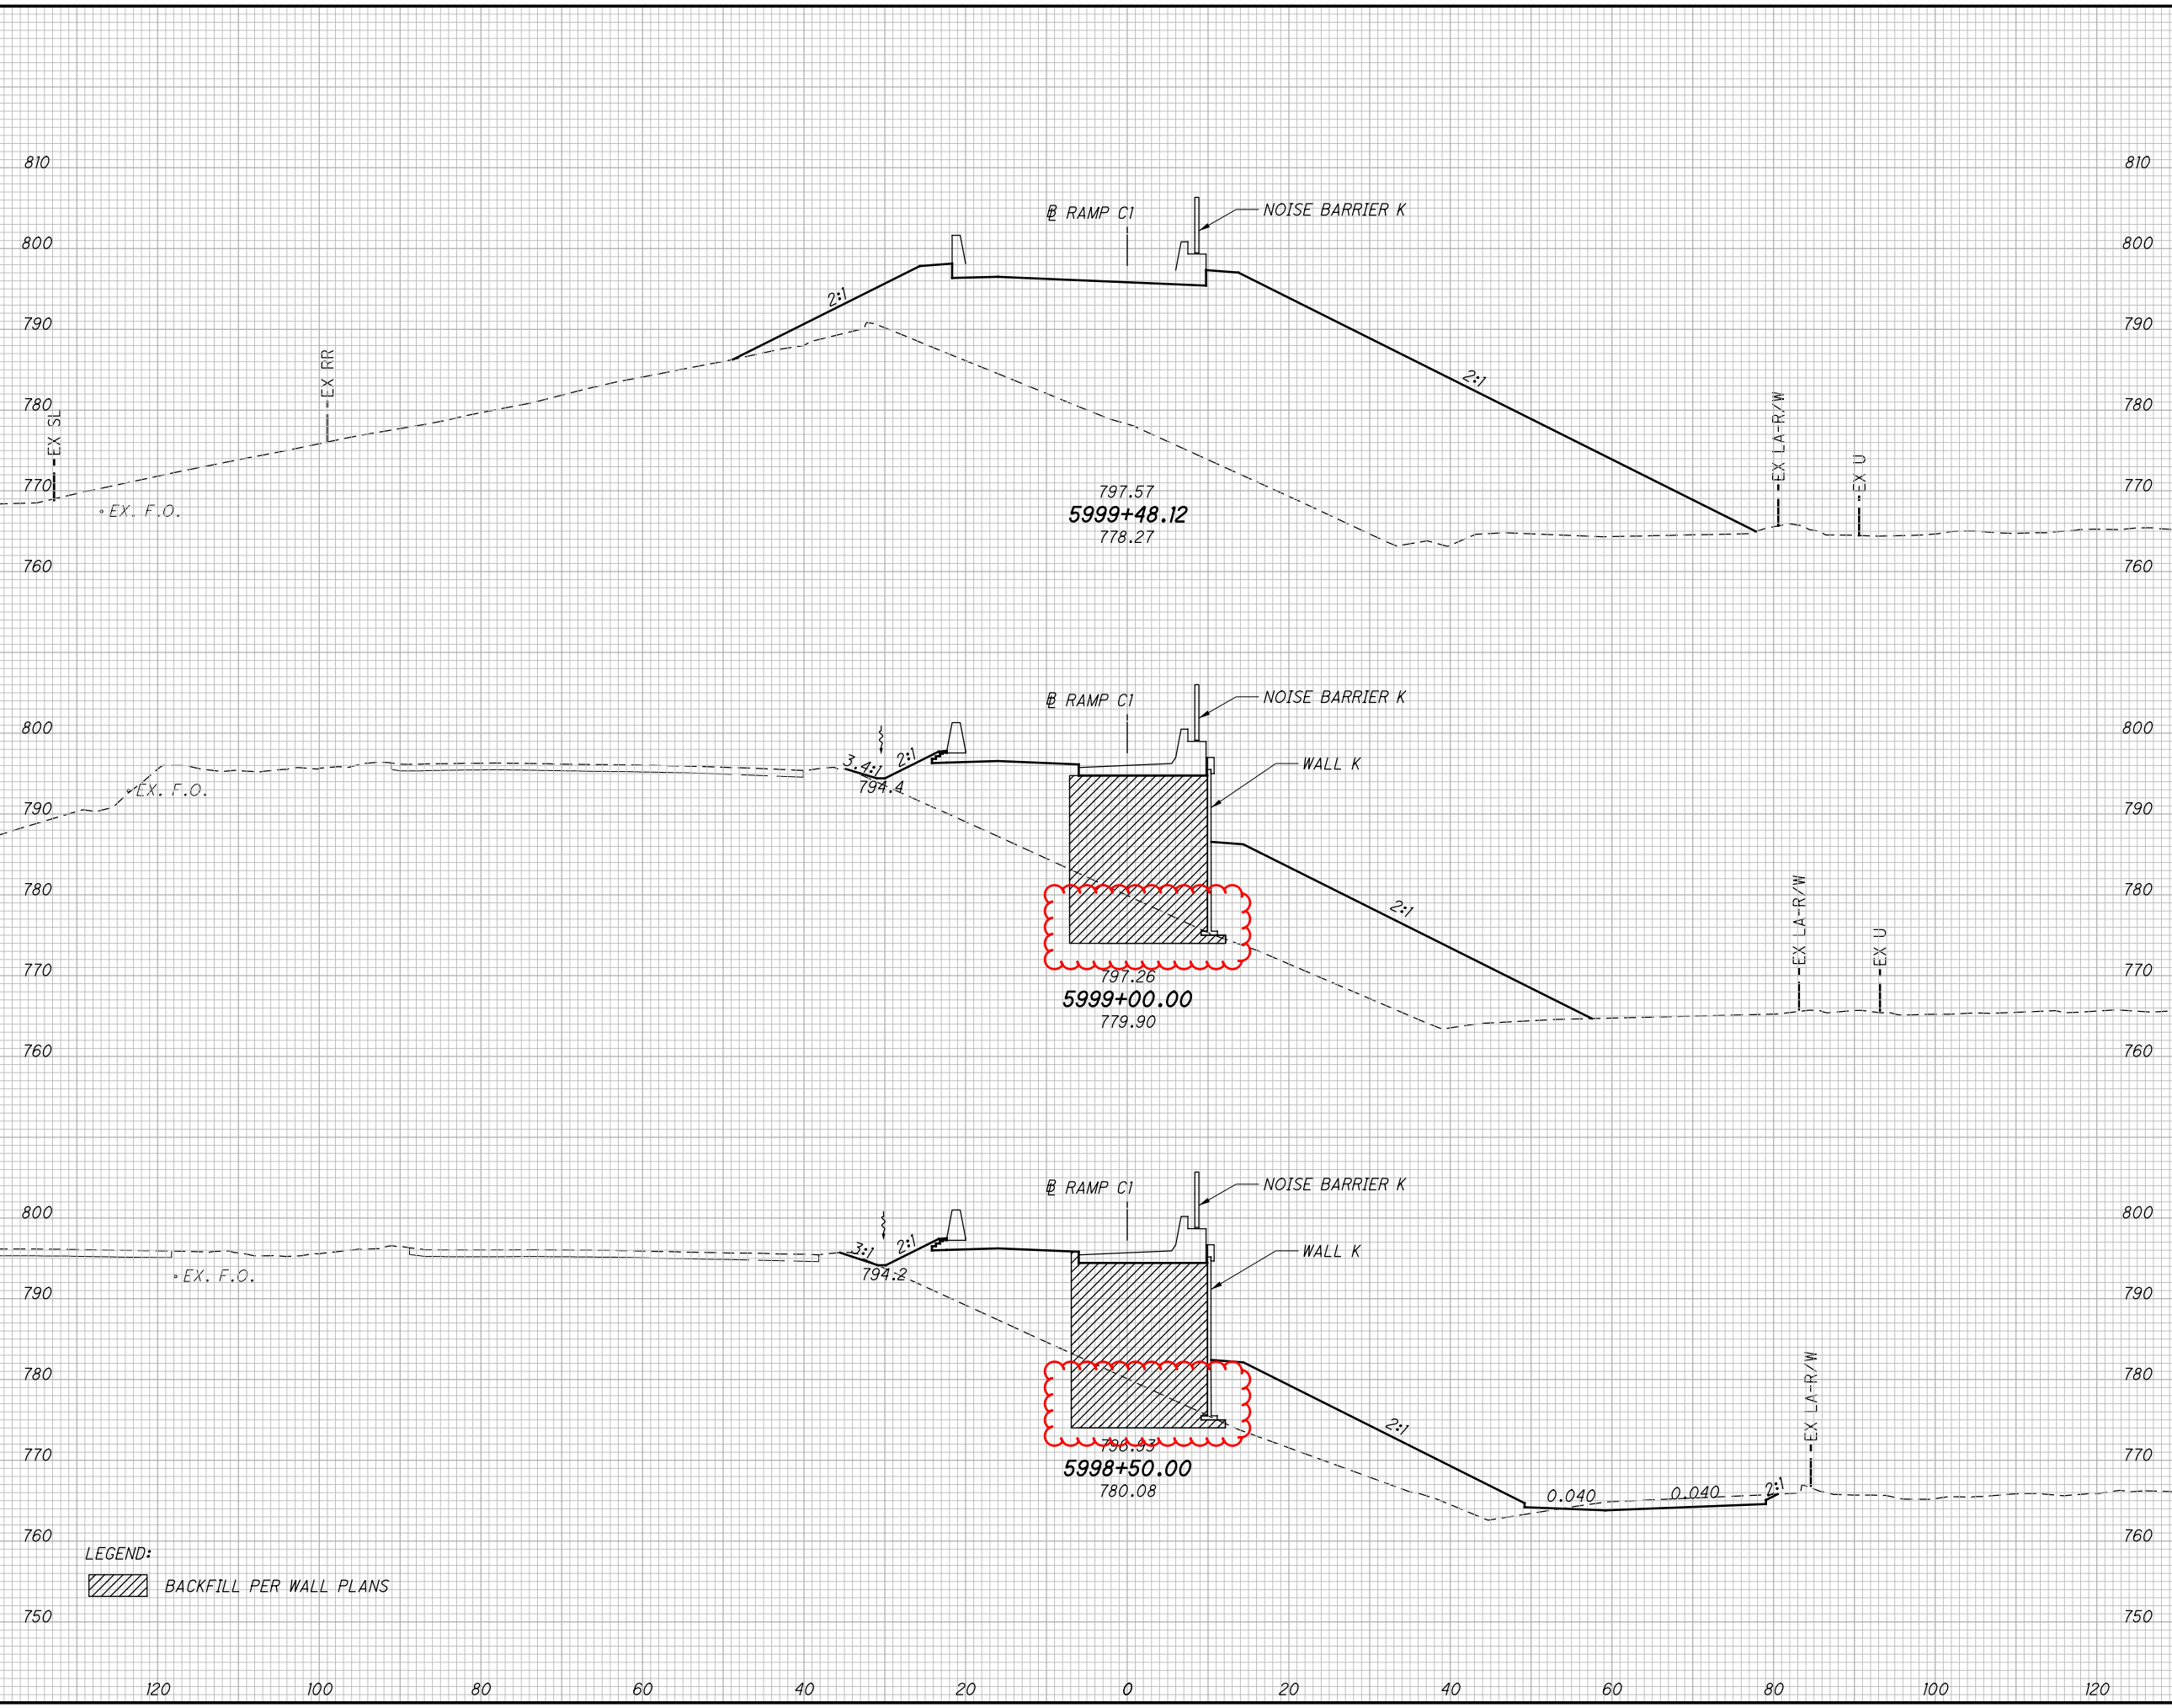 810 810
℄ RAMP C1 NOISE BARRIER K
800 800
2:1
790 790
EX RR
2:1
780 780
EX SL
EX LA-R/W
EX U
770 770
EX. F.O.
797.57
5999+48.12
778.27
760 760
℄ RAMP C1 NOISE BARRIER K
800 800
3.4:1 2:1
WALL K
794.4
EX. F.O.
790 790
780 780
2:1
EX LA-R/W
EX U
770 770
797.26
5999+00.00
779.90
760 760
℄ RAMP C1 NOISE BARRIER K
800 800
3:1 2:1
WALL K
EX. F.O.
794.2
790 790
780 780
2:1
EX LA-R/W
770 770
796.93
5998+50.00
780.08
0.040 0.040 2:1
760 760
LEGEND:
BACKFILL PER WALL PLANS
750 750
120 100 80 60 40 20 0 20 40 60 80 100 120